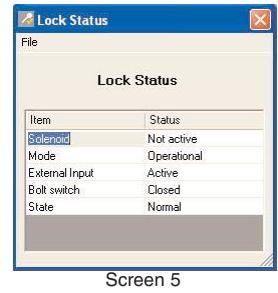 Lock Status
File
Lock Status
Item Status
Solenoid Not active
Mode Operational
External Input Active
Bolt switch Closed
State Normal
Screen 5